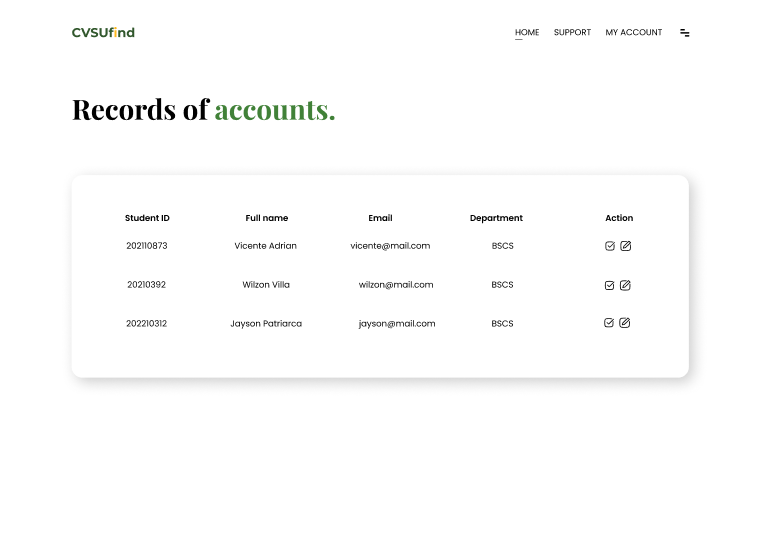 CVSUfind HOME SUPPORT MY ACCOUNT
Records of accounts.
Student ID Full name Email Department Action
202110873 Vicente Adrian vicente@mail.com BSCS
20210392 Wilzon Villa wilzon@mail.com BSCS
202210312 Jayson Patriarca jayson@mail.com BSCS